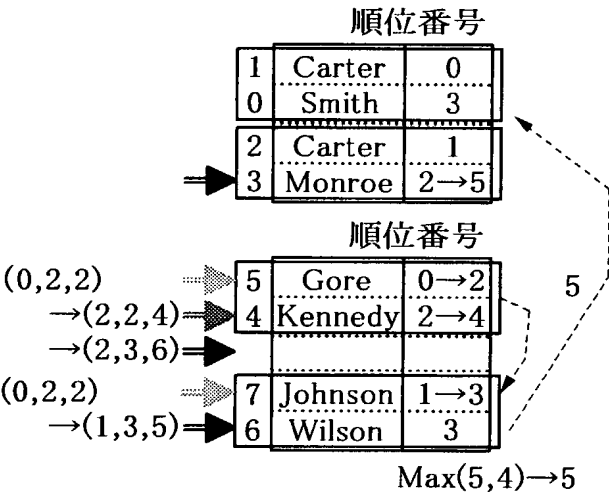 順位番号
1 Carter 0
0 Smith 3
2 Carter 1
3 Monroe 2→5
順位番号
(0,2,2) 5 Gore 0→2 5
→(2,2,4) 4 Kennedy 2→4
→(2,3,6)
(0,2,2) 7 Johnson 1→3
→(1,3,5) 6 Wilson 3
Max(5,4)→5